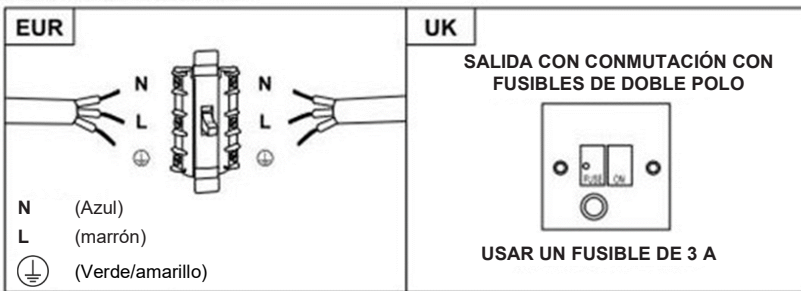 EUR
N
L
N
L
N (Azul)
L (marrón)
(Verde/amarillo)
UK
SALIDA CON CONMUTACIÓN CON
FUSIBLES DE DOBLE POLO
FUSE ON
USAR UN FUSIBLE DE 3 A